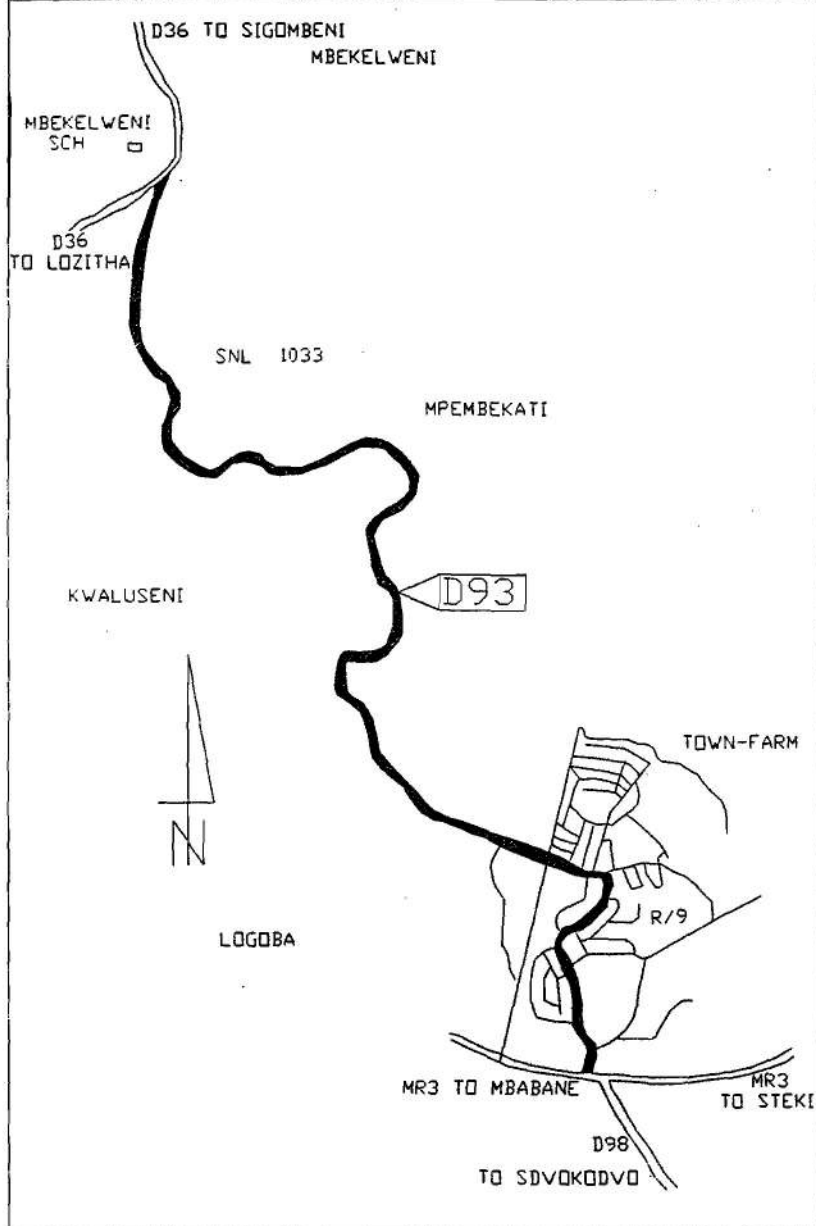 D36 TO SIGOMBENI
MBEKELWENI
MBEKELWENI
SCH
D36
TO LOZITHA
SNL 1033
MPEMBEKATI
D93
KWALUSENI
TOWN-FARM
N
R/9
LOGOBA
MR3 TO MBABANE
MR3
TO STEKI
D98
TO SDVOKODVO